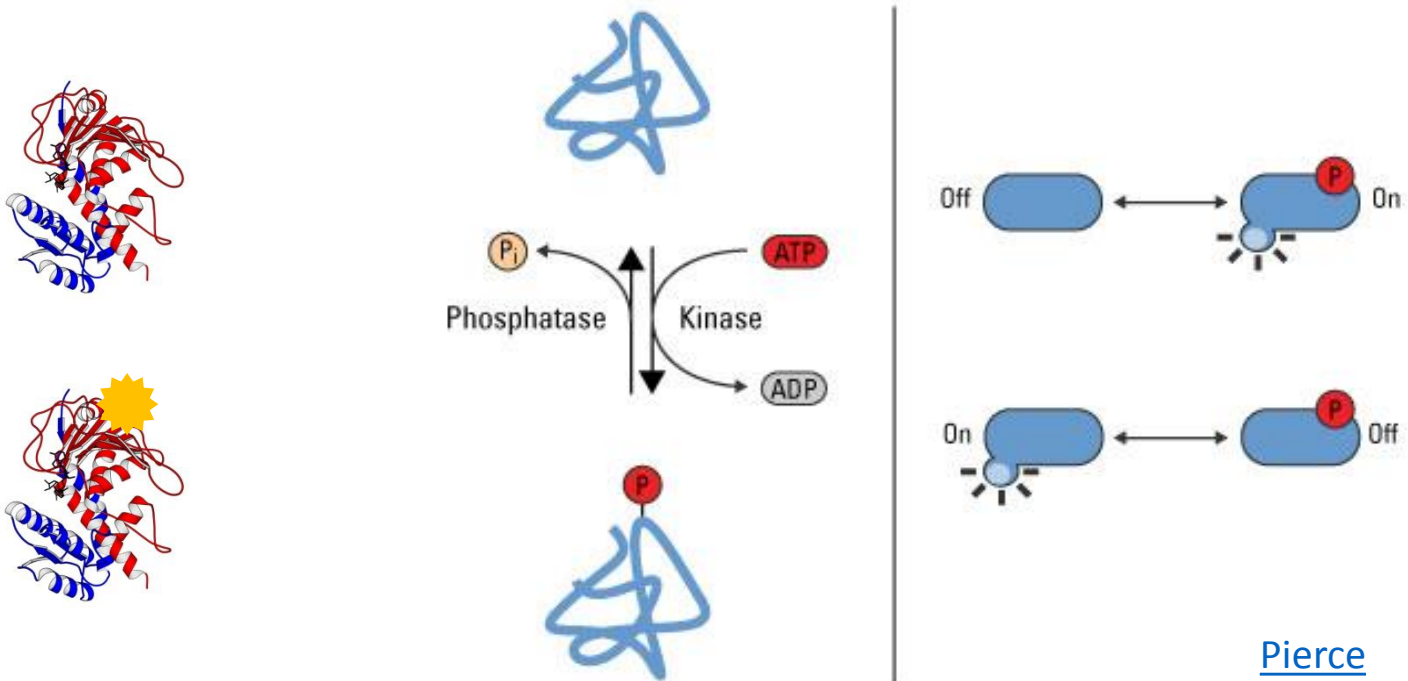 Off
P
On
Pi
ATP
Phosphatase
Kinase
ADP
On
P
Off
P
Pierce